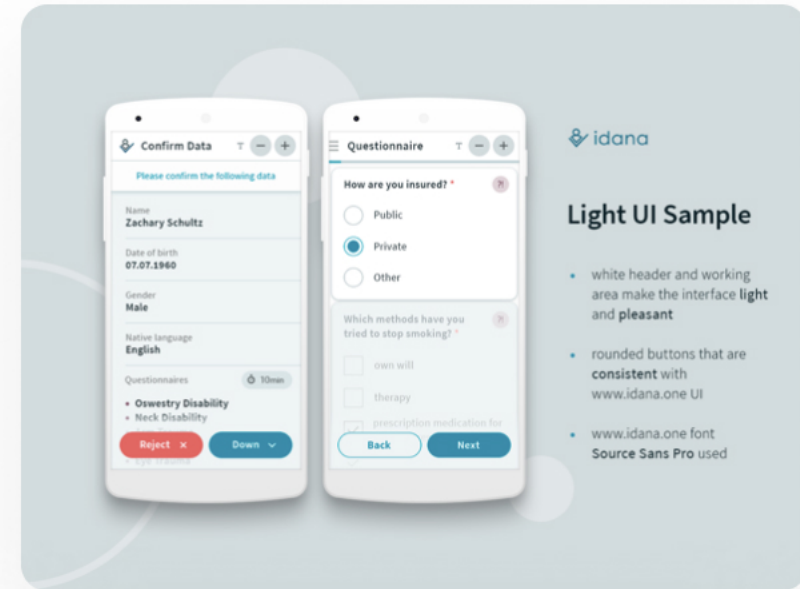 Confirm Data
T − +
Please confirm the following data
Name
Zachary Schultz
Date of birth
07.07.1960
Gender
Male
Native language
English
Questionnaires
10min
• Oswestry Disability
• Neck Disability
• Eye Trauma
Reject ×
Down
Questionnaire
T − +
How are you insured? *
Public
Private
Other
Which methods have you
tried to stop smoking? *
own will
therapy
prescription medication for
Back
Next
idana
Light UI Sample
• white header and working
area make the interface light
and pleasant
• rounded buttons that are
consistent with
www.idana.one UI
• www.idana.one font
Source Sans Pro used